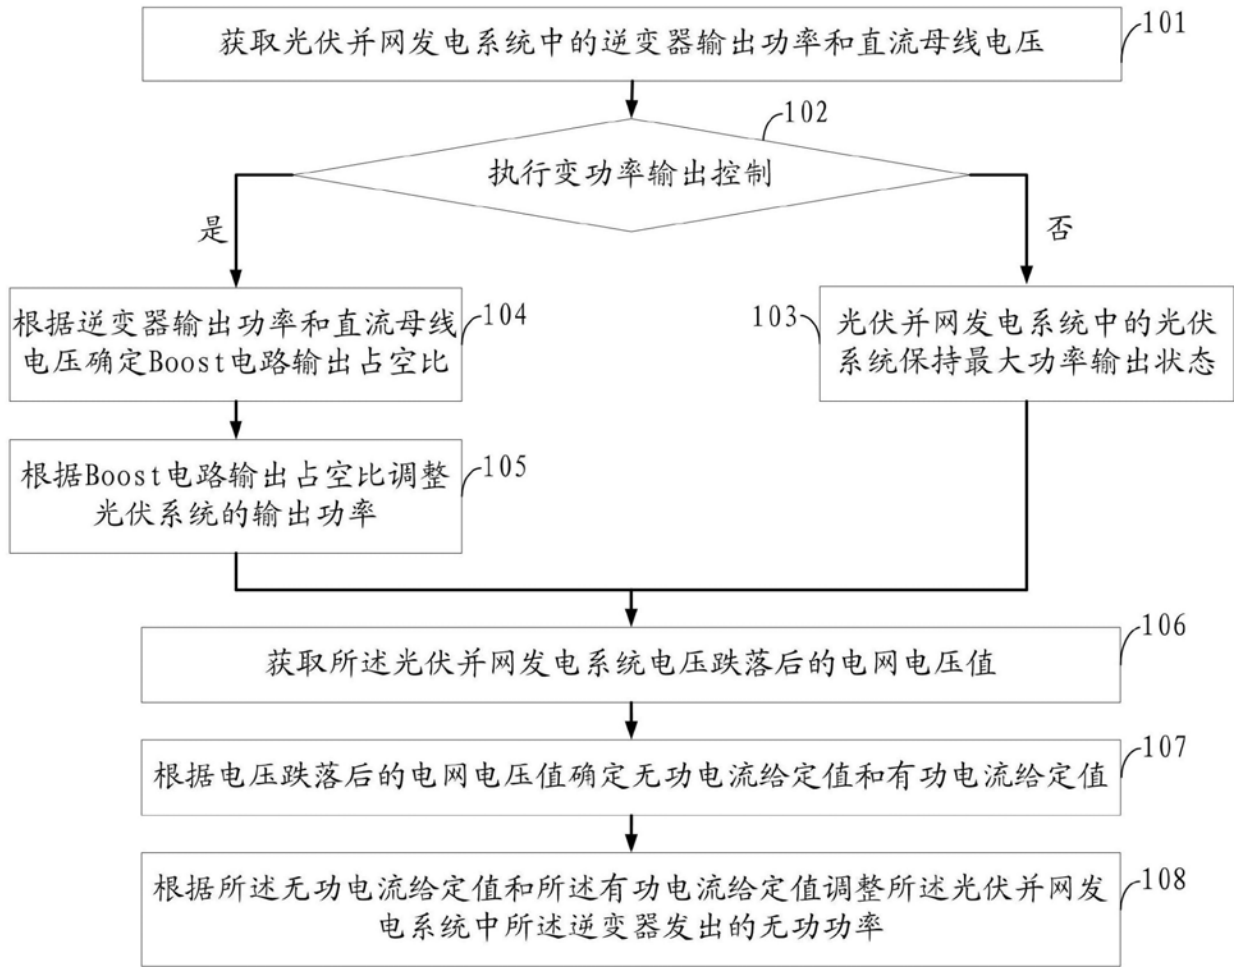 获取光伏并网发电系统中的逆变器输出功率和直流母线电压
101
102
执行变功率输出控制
是
否
根据逆变器输出功率和直流母线
电压确定Boost电路输出占空比
104
103
光伏并网发电系统中的光伏
系统保持最大功率输出状态
根据Boost电路输出占空比调整
光伏系统的输出功率
105
106
获取所述光伏并网发电系统电压跌落后的电网电压值
107
根据电压跌落后的电网电压值确定无功电流给定值和有功电流给定值
根据所述无功电流给定值和所述有功电流给定值调整所述光伏并网发
电系统中所述逆变器发出的无功功率
108